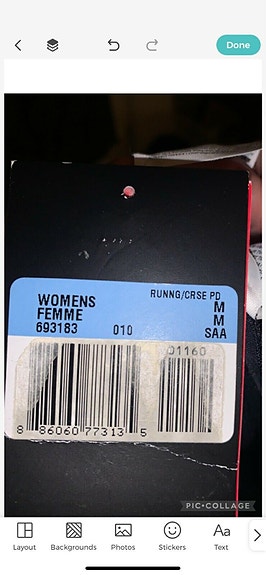 Done
WOMENS
FEMME
693183 010
RUNNG/CRSE PD
M
M
SAA
01160
8 86060 77313 5
PIC•COLLAGE
Layout
Backgrounds
Photos
Stickers
Text